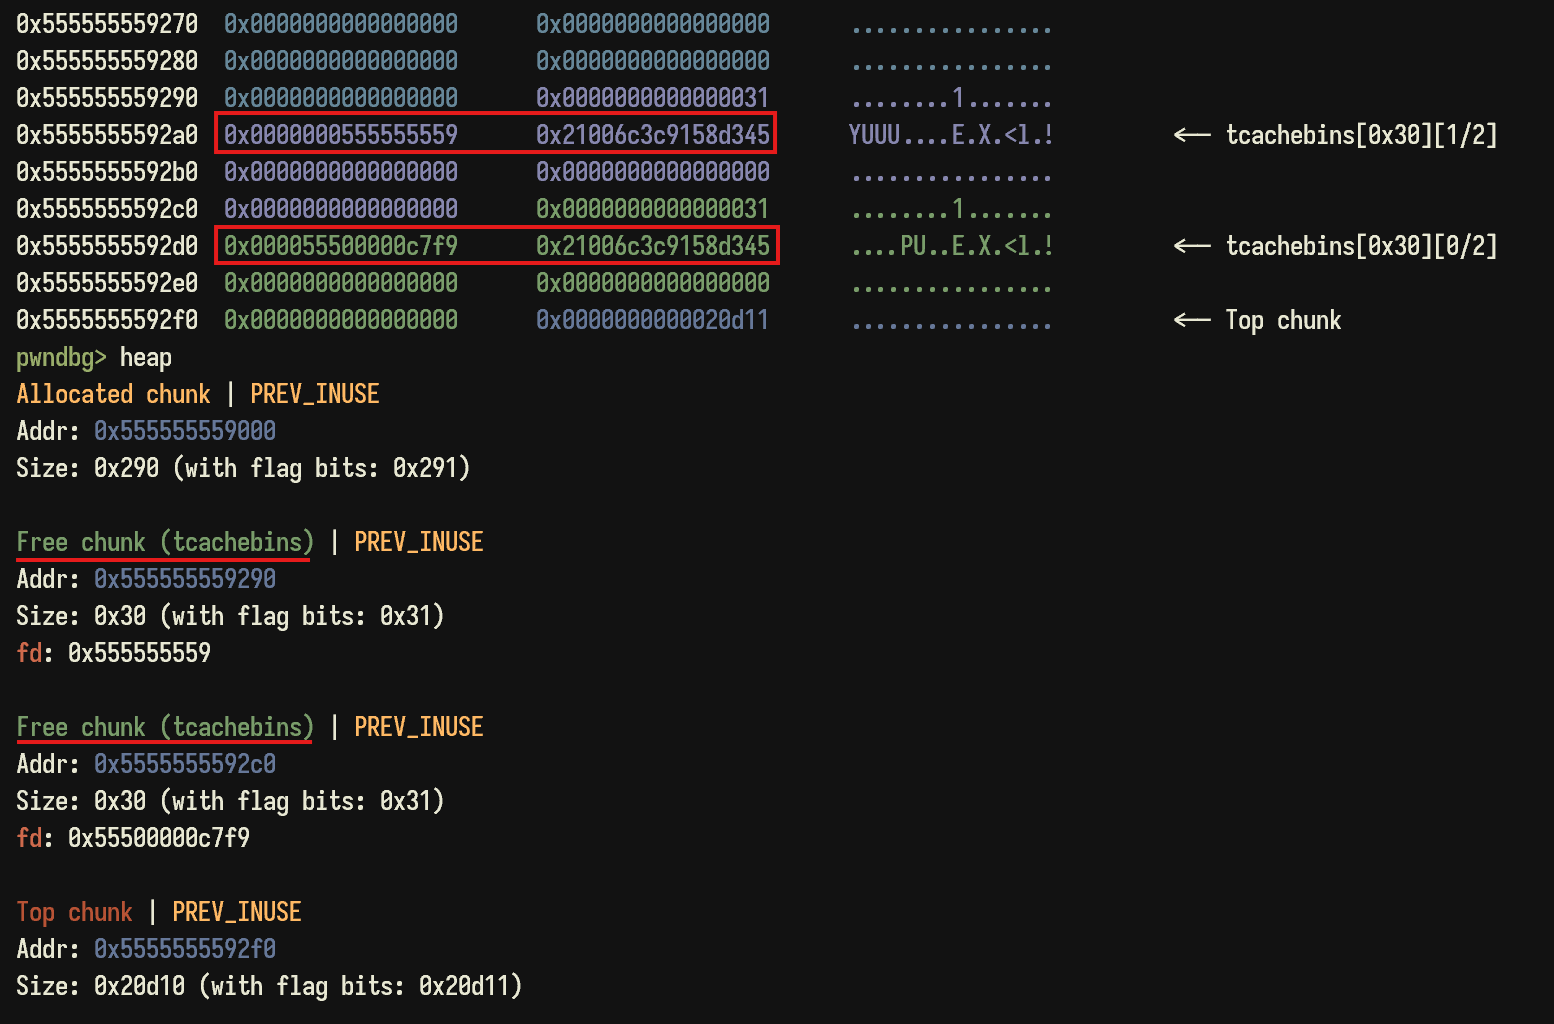 0x555555559270 0x0000000000000000 0x0000000000000000 ................
0x555555559280 0x0000000000000000 0x0000000000000000 ................
0x555555559290 0x0000000000000000 0x0000000000000031 ........1.......
0x5555555592a0 0x0000000555555559 0x21006c3c9158d345 YUUU....E.X.<l.! ⟵ tcachebins[0x30][1/2]
0x5555555592b0 0x0000000000000000 0x0000000000000000 ................
0x5555555592c0 0x0000000000000000 0x0000000000000031 ........1.......
0x5555555592d0 0x000055500000c7f9 0x21006c3c9158d345 ....PU..E.X.<l.! ⟵ tcachebins[0x30][0/2]
0x5555555592e0 0x0000000000000000 0x0000000000000000 ................
0x5555555592f0 0x0000000000000000 0x0000000000020d11 ................ ⟵ Top chunk
pwndbg> heap
Allocated chunk | PREV_INUSE
Addr: 0x555555559000
Size: 0x290 (with flag bits: 0x291)
Free chunk (tcachebins) | PREV_INUSE
Addr: 0x555555559290
Size: 0x30 (with flag bits: 0x31)
fd: 0x555555559
Free chunk (tcachebins) | PREV_INUSE
Addr: 0x5555555592c0
Size: 0x30 (with flag bits: 0x31)
fd: 0x55500000c7f9
Top chunk | PREV_INUSE
Addr: 0x5555555592f0
Size: 0x20d10 (with flag bits: 0x20d11)